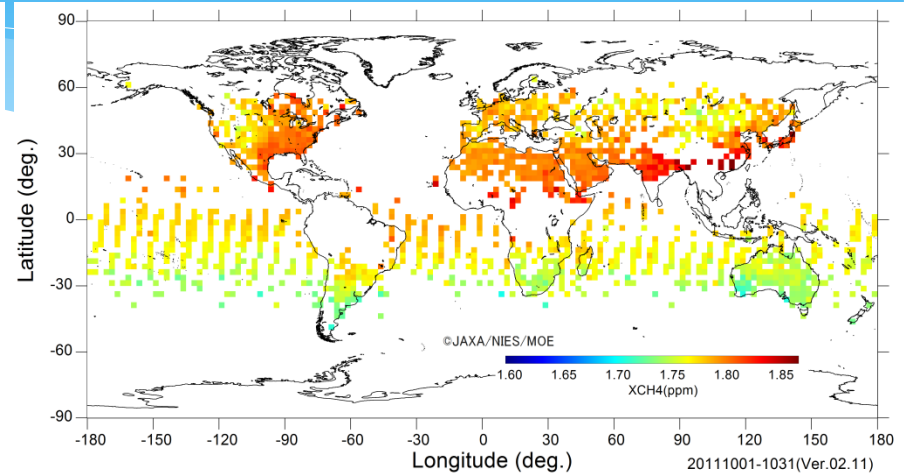 90
60
30
0
-30
-60
-90
Latitude (deg.)
©JAXA/NIES/MOE
1.60 1.65 1.70 1.75 1.80 1.85
XCH4(ppm)
-180 -150 -120 -90 -60 -30 0 30 60 90 120 150 180
Longitude (deg.)
20111001-1031(Ver.02.11)